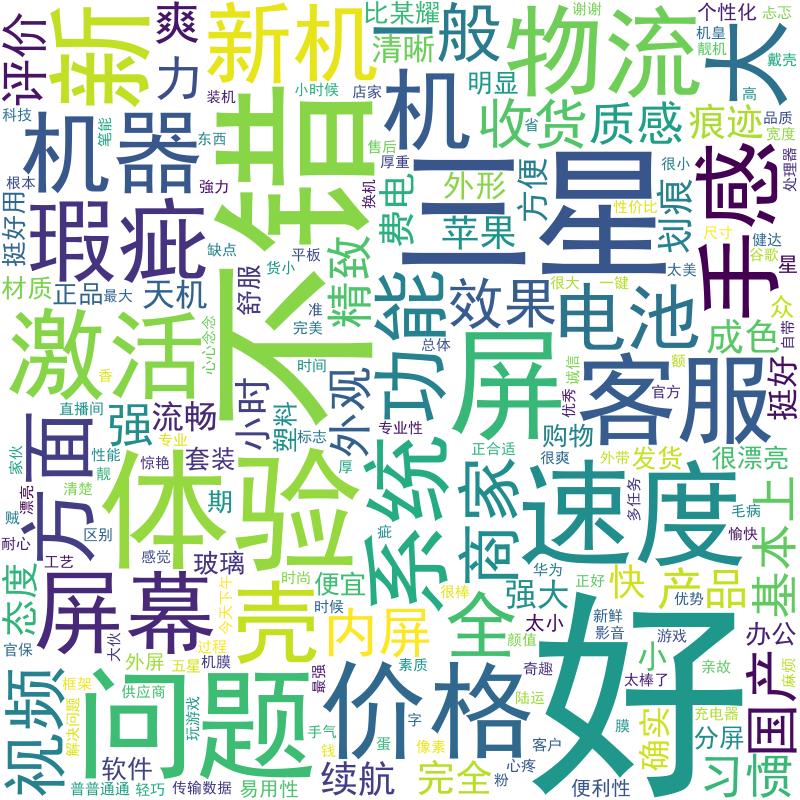 评价
新
爽
力
新机
一般
比某耀
清晰
物流
谢谢
个性化
忐忑
机皇
靓机
大
戴壳
高
科技
笔能
机器
东西
装机
小时候
店家
不错
售后
机
明显
收货
省
质感
痕迹
品质
宽度
处理器
根本
挺好用
瑕疵
強力
缺点
厚重
换机
费电
三星
外形
苹果
方便
性价比
划痕
很小
太美
手感
尺寸
健达
谷歌
星
材质
正品
最大
天机
货小
平板
舒服
精致
准
完美
功能
效果
电池
很大
一键
成色
众
自带
激活
心心念念
香
时间
总体
屏
诚信
优秀
额
客服
官方
挺好
方面
直播间
强
流畅
专业
小时
塑料
标志
外观
专业性
系统
正合适
购物
很爽
外带
发货
很漂亮
家伙
性能
靓
惊艳
套装
厚
体验
商家
速度
多任务
毛病
愉快
基本上
漂亮
贼
耐心
清楚
区别
期
工艺
感觉
玻璃
疵
态度
屏幕
时尚
今天下午
便宜
时候
很棒
强大
华为
正好
快
产品
优势
官保
大伙
外屏
五星
过程
机膜
壳
内屏
素质
全
颜值
太小
新鲜
影音
游戏
小
办公
麻烦
亲故
视频
框架
解决问题
供应商
问题
玩游戏
最强
价格
手气
钱
字
蛋
奇趣
陆运
好
太棒了
国产
充电器
膜
确实
分屏
像素
客户
心疼
粉
软件
续航
完全
便利性
习惯
普普通通
轻巧
传输数据
易用性